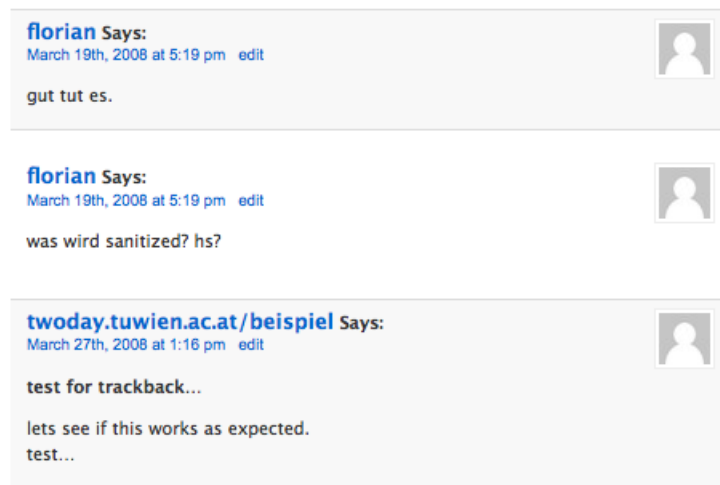 florian Says:
March 19th, 2008 at 5:19 pm edit
gut tut es.
florian Says:
March 19th, 2008 at 5:19 pm edit
was wird sanitized? hs?
twoday.tuwien.ac.at/beispiel Says:
March 27th, 2008 at 1:16 pm edit
test for trackback...
lets see if this works as expected.
test...